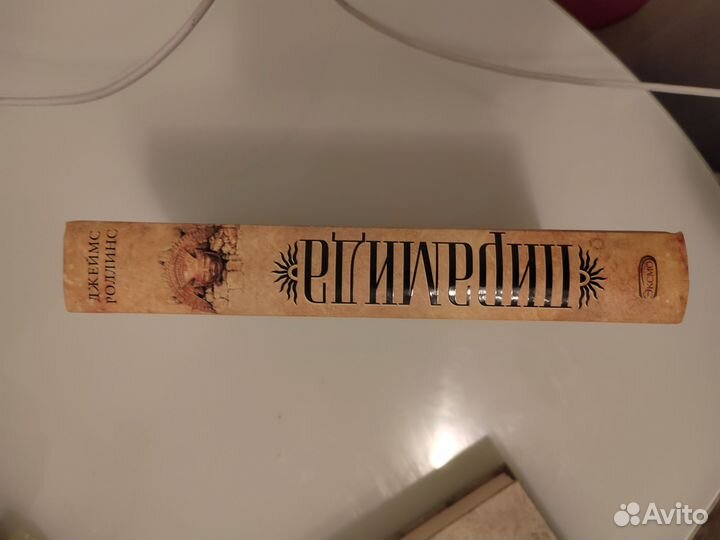 ДЖЕЙМС
РОЛЛИНС
Пирамида
ЭКСМО
Avito